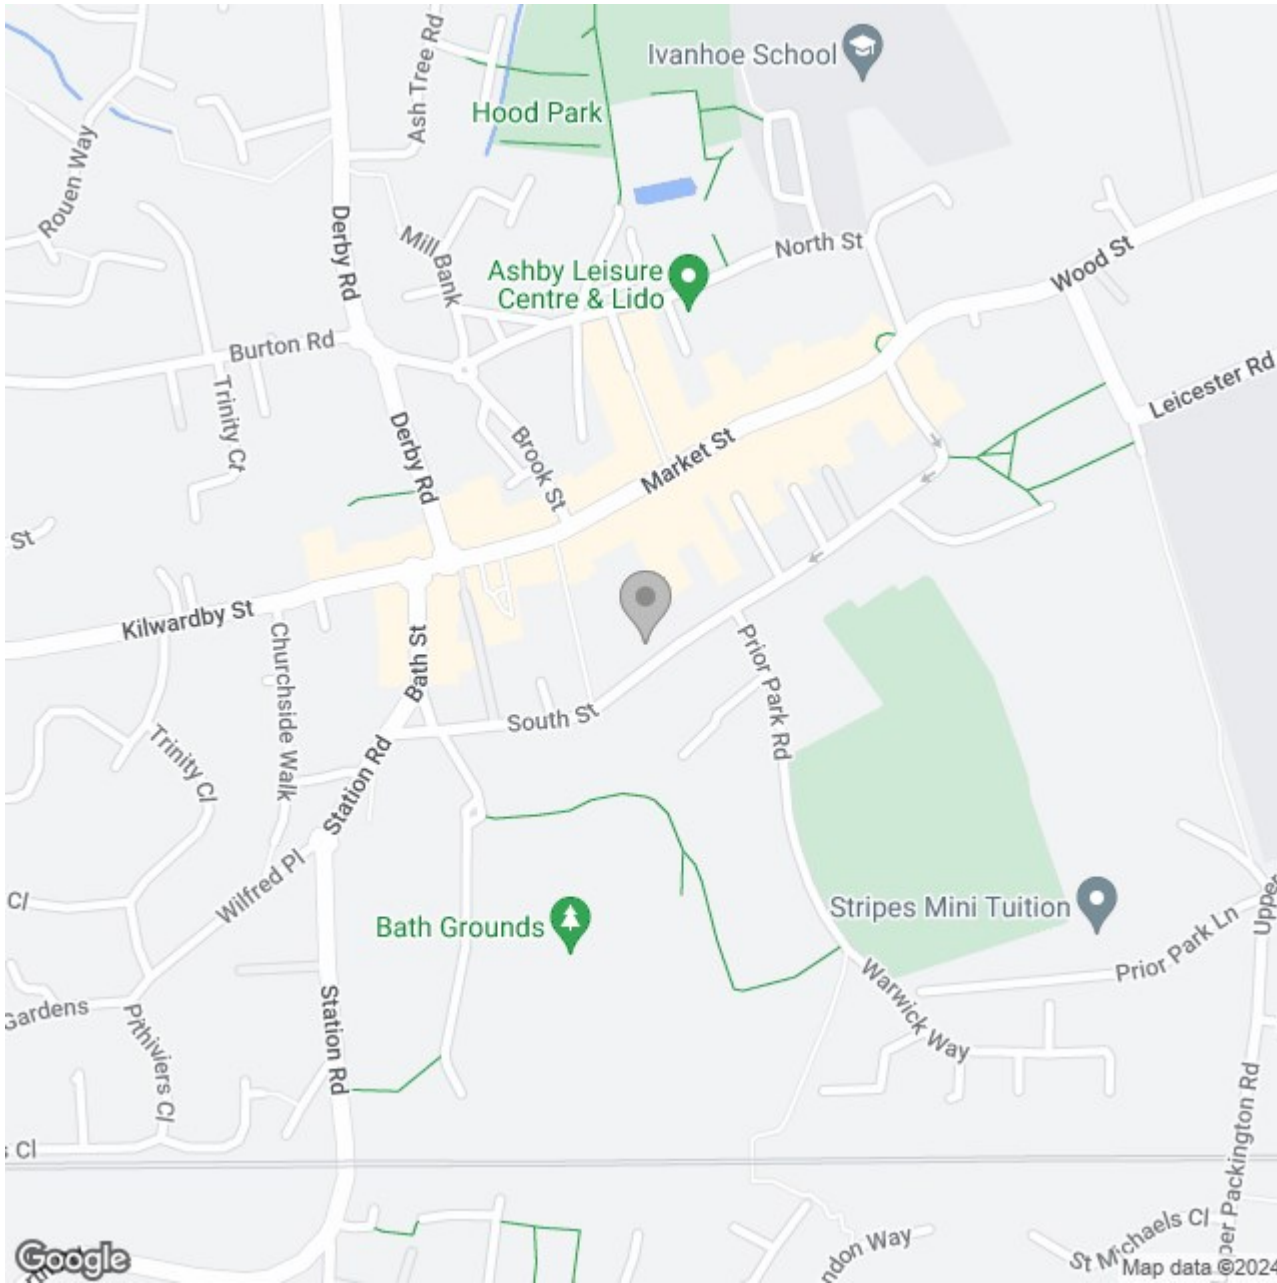 Ivanhoe School
Ash Tree Rd
Hood Park
Rouen Way
Derby Rd
Mill Bank
North St
Wood St
Ashby Leisure
Centre & Lido
Burton Rd
Trinity Ct
Leicester Rd
Derby Rd
Brook St
Market St
St
Kilwardby St
Bath St
Churchside Walk
Prior Park Rd
South St
Trinity Cl
Station Rd
Wilfred Pl
Cl
Bath Grounds
Stripes Mini Tuition
Upper
Prior Park Ln
Gardens
Pithiviers Cl
Station Rd
Warwick Way
Cl
per Packington Rd
St Michaels Cl
ndon Way
Google
Map data ©2024